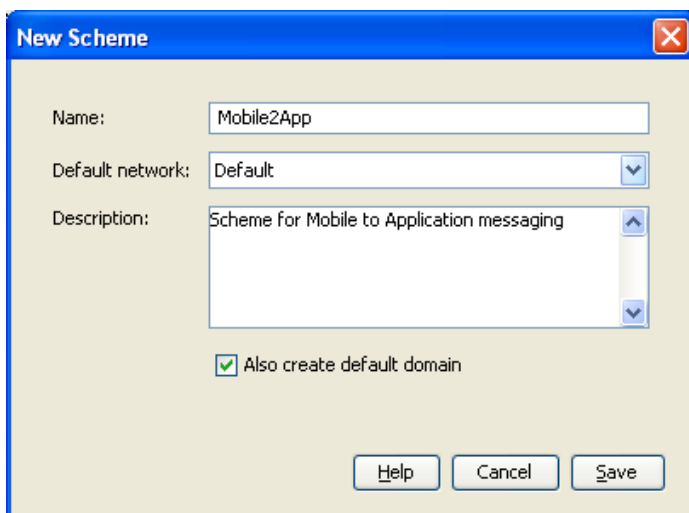 New Scheme
Name: Mobile2App
Default network: Default
Description: Scheme for Mobile to Application messaging
Also create default domain
Help Cancel Save